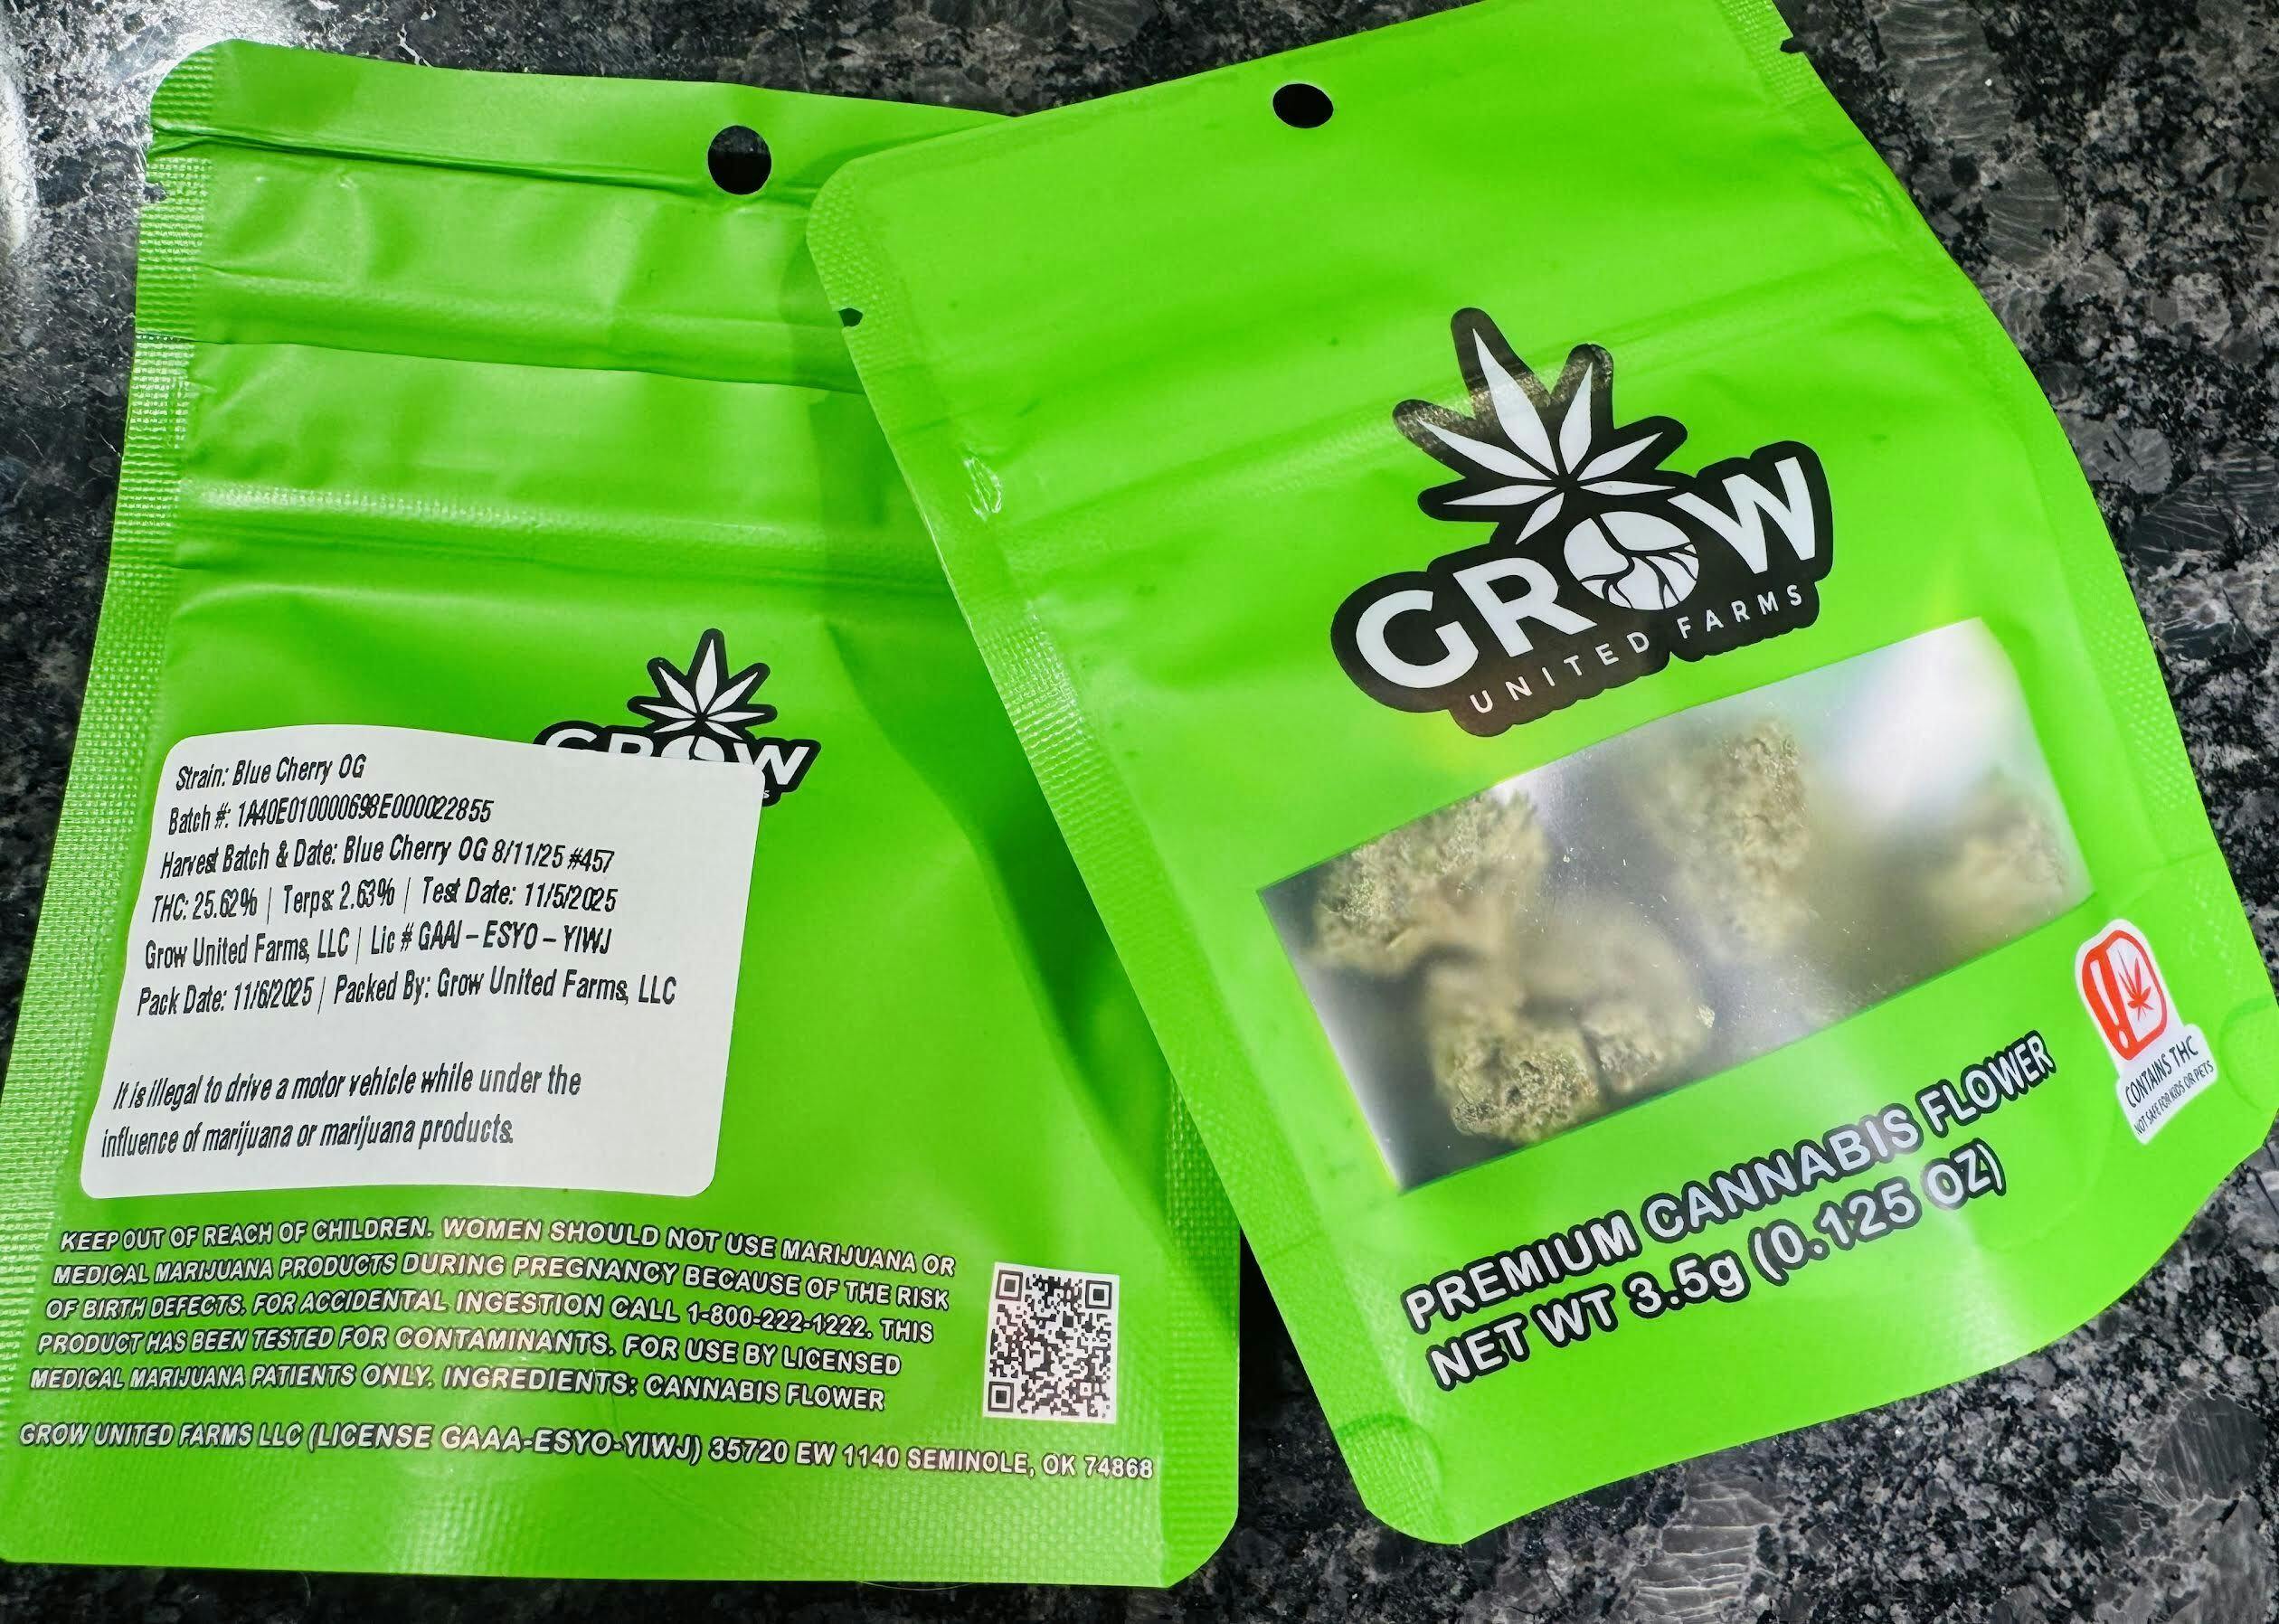 GROW
Strain: Blue Cherry OG
Batch #: 1A40E010000698E000022855
Harvest Batch & Date: Blue Cherry OG 8/11/25 #457
THC: 25.62% | Terps: 2.63% | Test Date: 11/5/2025
Grow United Farms, LLC | Lic # GAAI – ESYO – YIWJ
Pack Date: 11/6/2025 | Packed By: Grow United Farms, LLC
It is illegal to drive a motor vehicle while under the
influence of marijuana or marijuana products.
KEEP OUT OF REACH OF CHILDREN. WOMEN SHOULD NOT USE MARIJUANA OR
MEDICAL MARIJUANA PRODUCTS DURING PREGNANCY BECAUSE OF THE RISK
OF BIRTH DEFECTS. FOR ACCIDENTAL INGESTION CALL 1-800-222-1222. THIS
PRODUCT HAS BEEN TESTED FOR CONTAMINANTS. FOR USE BY LICENSED
MEDICAL MARIJUANA PATIENTS ONLY. INGREDIENTS: CANNABIS FLOWER
GROW UNITED FARMS LLC (LICENSE GAAA-ESYO-YIWJ) 35720 EW 1140 SEMINOLE, OK 74868
GROW
UNITED FARMS
CONTAINS THC
NOT SAFE FOR KIDS OR PETS
PREMIUM CANNABIS FLOWER
NET WT 3.5g (0.125 OZ)